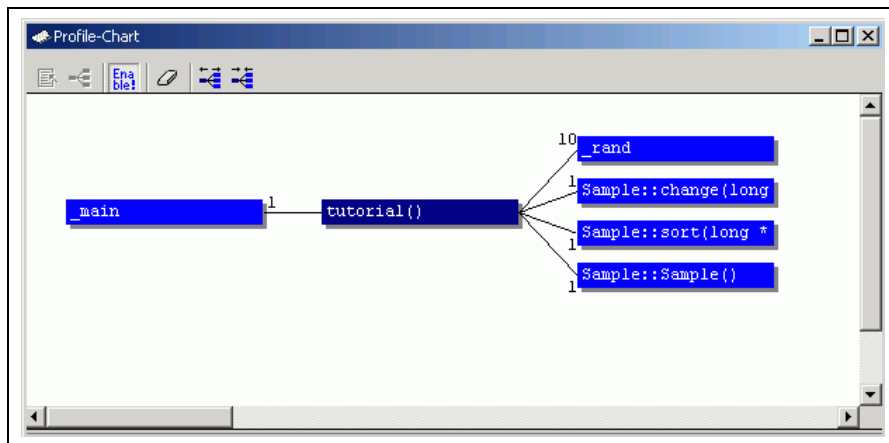 Profile-Chart
Ena
ble!
10
_rand
1
Sample::change(long
_main
1
tutorial()
Sample::sort(long *
1
Sample::Sample()
1